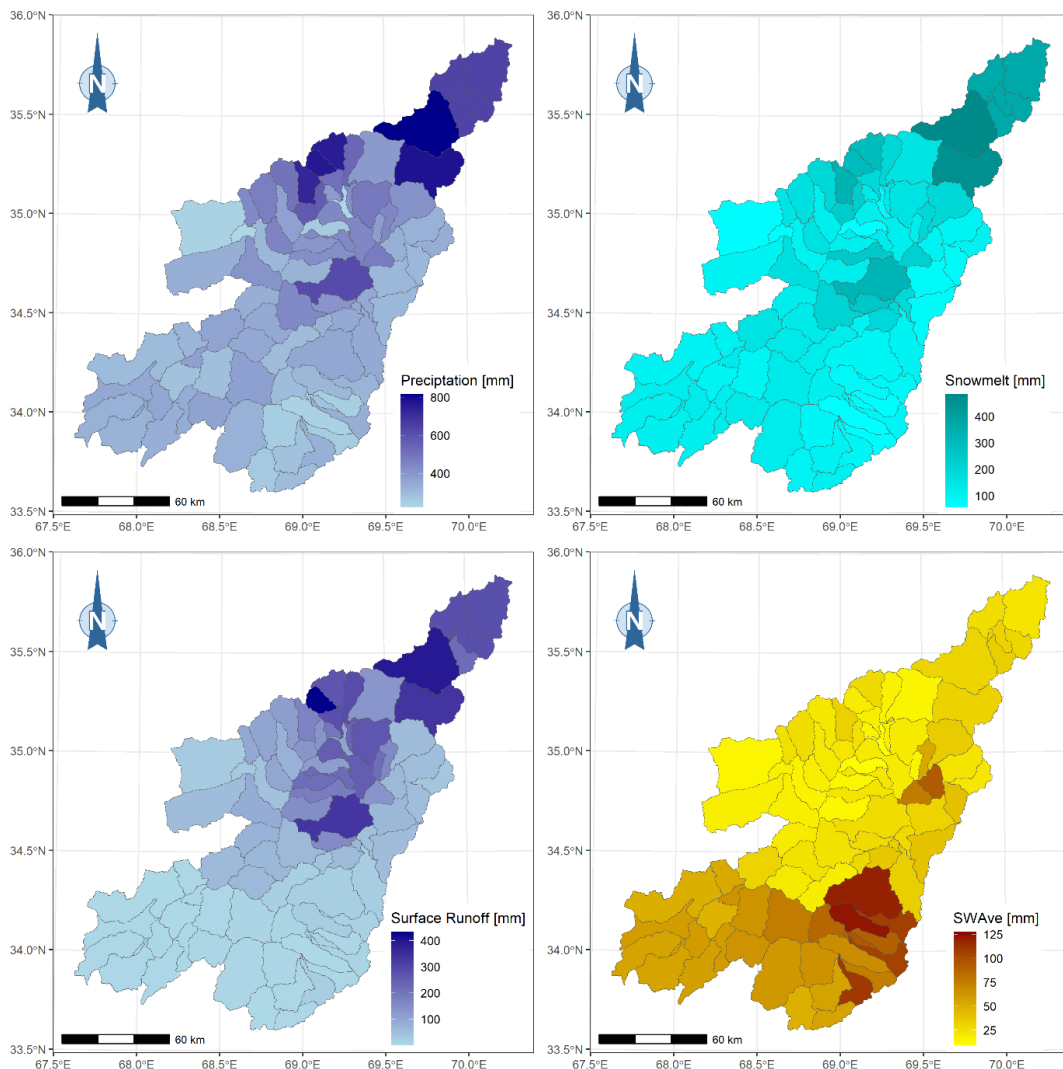 36.0°N
35.5°N
35.0°N
34.5°N
34.0°N
33.5°N
N
Preciptation [mm]
800
600
400
60 km
67.5°E 68.0°E 68.5°E 69.0°E 69.5°E 70.0°E
36.0°N
35.5°N
35.0°N
34.5°N
34.0°N
33.5°N
N
Snowmelt [mm]
400
300
200
100
60 km
67.5°E 68.0°E 68.5°E 69.0°E 69.5°E 70.0°E
36.0°N
35.5°N
35.0°N
34.5°N
34.0°N
33.5°N
N
Surface Runoff [mm]
400
300
200
100
60 km
67.5°E 68.0°E 68.5°E 69.0°E 69.5°E 70.0°E
36.0°N
35.5°N
35.0°N
34.5°N
34.0°N
33.5°N
N
SWAve [mm]
125
100
75
50
25
60 km
67.5°E 68.0°E 68.5°E 69.0°E 69.5°E 70.0°E